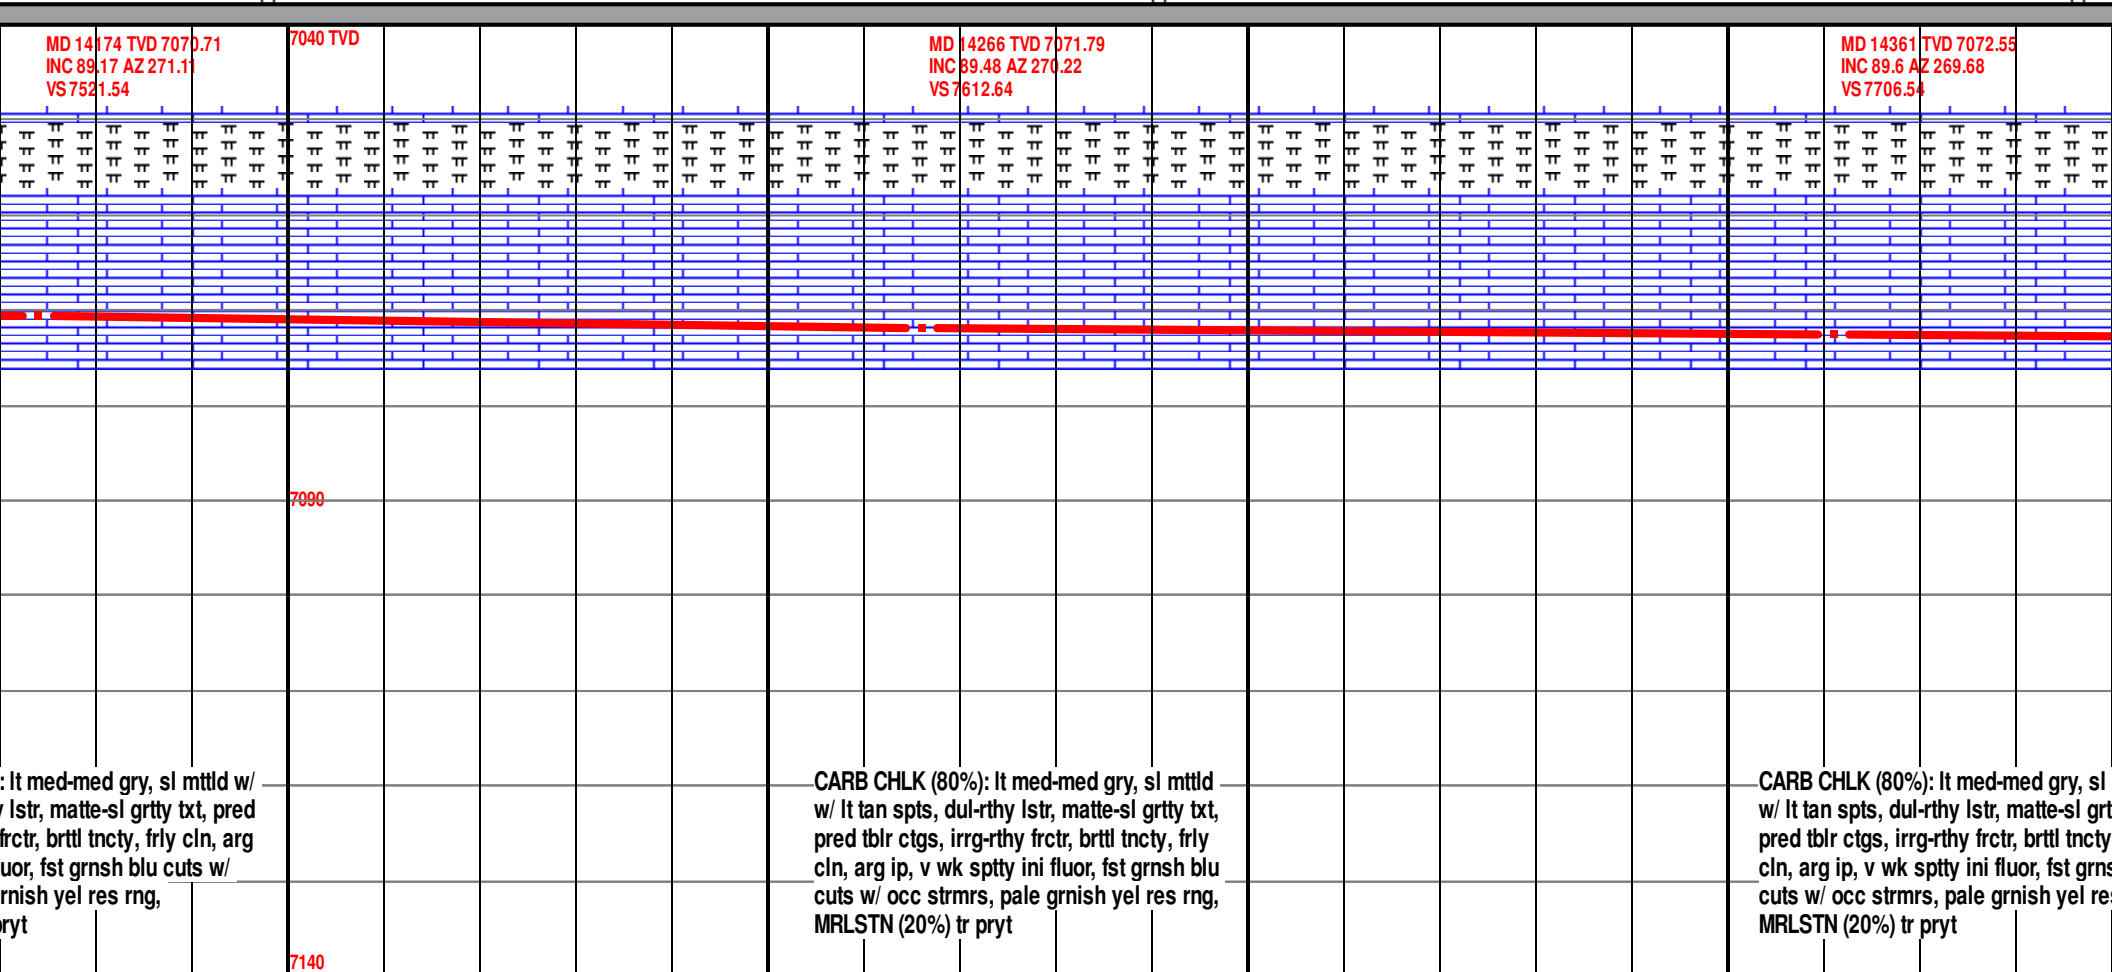 MD 14174 TVD 7070.71
INC 89.17 AZ 271.11
VS 7521.54
7040 TVD
MD 14266 TVD 7071.79
INC 89.48 AZ 270.22
VS 7612.64
MD 14361 TVD 7072.55
INC 89.6 AZ 269.68
VS 7706.54
7090
: lt med-med gry, sl mttld w/
lstr, matte-sl grtty txt, pred
frctr, brttl tncty, frly cln, arg
uor, fst grnsh blu cuts w/
rnish yel res rng,
pryt
CARB CHLK (80%): lt med-med gry, sl mttld
w/ lt tan spts, dul-rthy lstr, matte-sl grtty txt,
pred tblr ctgs, irrg-rthy frctr, brttl tncty, frly
cln, arg ip, v wk sptty ini fluor, fst grnsh blu
cuts w/ occ strmrs, pale grnish yel res rng,
MRLSTN (20%) tr pryt
CARB CHLK (80%): lt med-med gry, sl
w/ lt tan spts, dul-rthy lstr, matte-sl grt
pred tblr ctgs, irrg-rthy frctr, brttl tncty
cln, arg ip, v wk sptty ini fluor, fst grns
cuts w/ occ strmrs, pale grnish yel res
MRLSTN (20%) tr pryt
7140